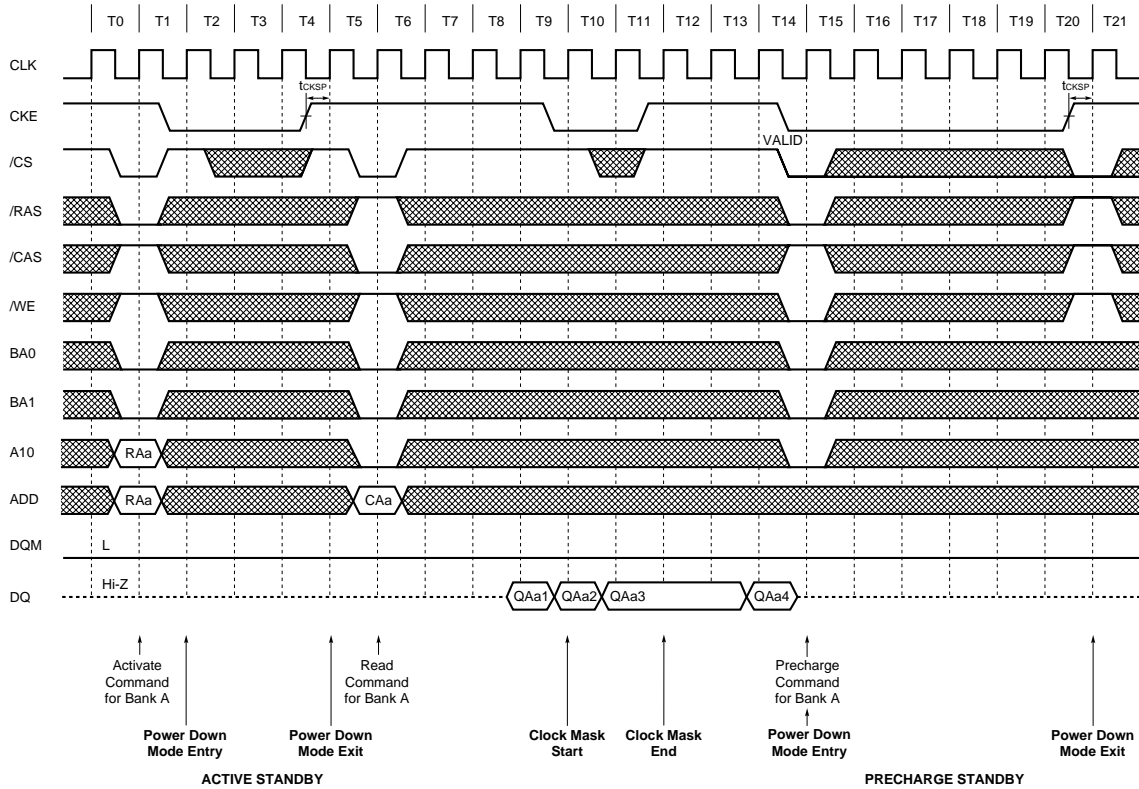 T0 T1 T2 T3 T4 T5 T6 T7 T8 T9 T10 T11 T12 T13 T14 T15 T16 T17 T18 T19 T20 T21
CLK
tCKSP tCKSP
CKE
VALID
/CS
/RAS
/CAS
/WE
BA0
BA1
A10 RAa
ADD RAa CAa
DQM L
Hi-Z
DQ QAa1 QAa2 QAa3 QAa4
Activate
Command
for Bank A
Read
Command
for Bank A
Precharge
Command
for Bank A
Power Down
Mode Entry
Power Down
Mode Exit
Clock Mask
Start
Clock Mask
End
Power Down
Mode Entry
Power Down
Mode Exit
ACTIVE STANDBY
PRECHARGE STANDBY